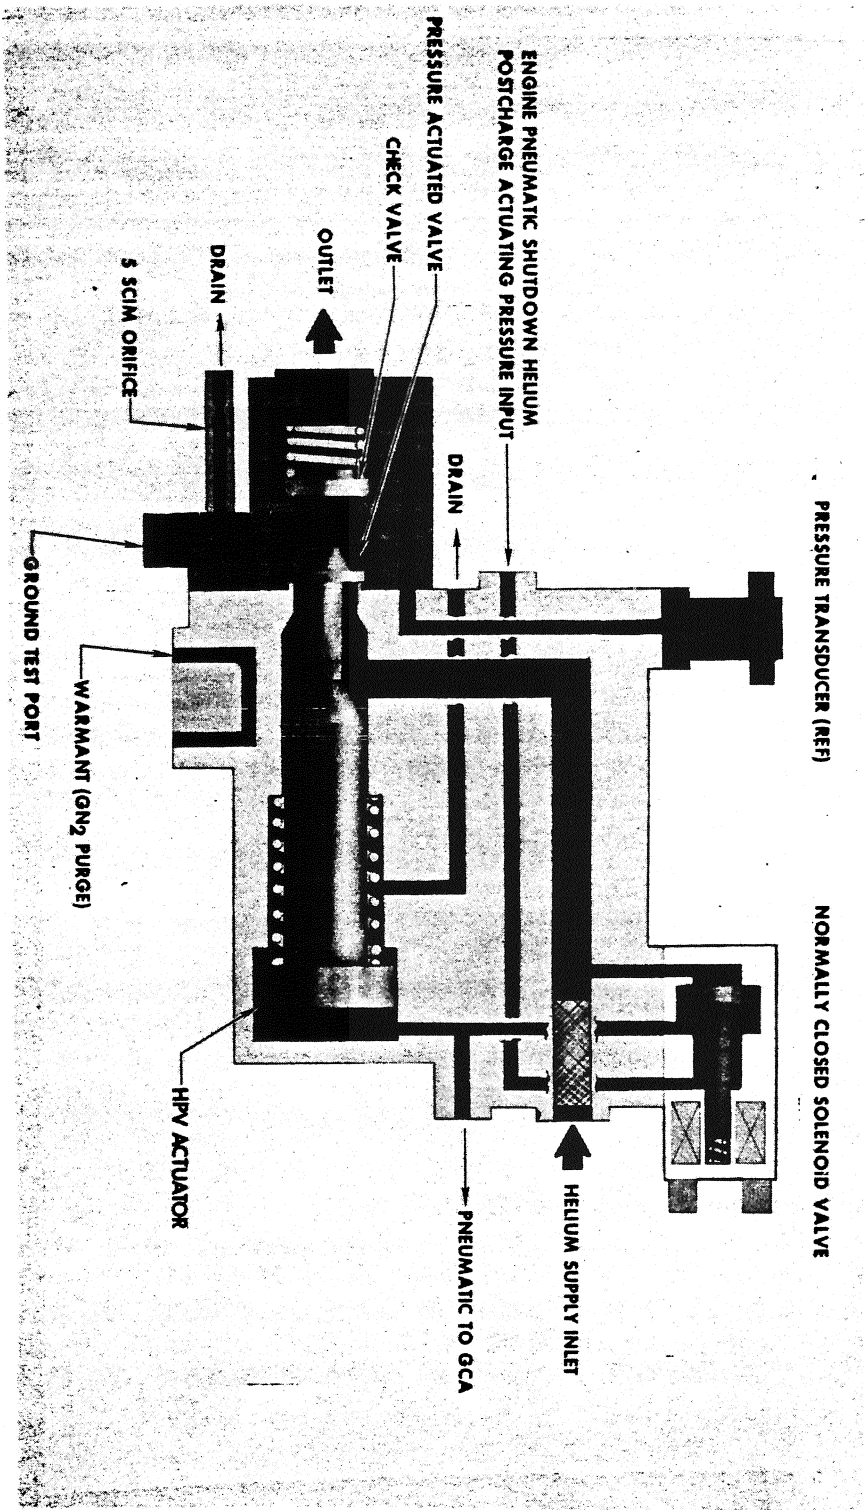 PRESSURE TRANSDUCER (REF)
NORMALLY CLOSED SOLENOID VALVE
ENGINE PNEUMATIC SHUTDOWN HELIUM
POSTCHARGE ACTUATING PRESSURE INPUT
PRESSURE ACTUATED VALVE
CHECK VALVE
DRAIN
HELIUM SUPPLY INLET
PNEUMATIC TO GCA
OUTLET
DRAIN
5 SCIM ORIFICE
HPV ACTUATOR
WARMANT (GN2 PURGE)
GROUND TEST PORT